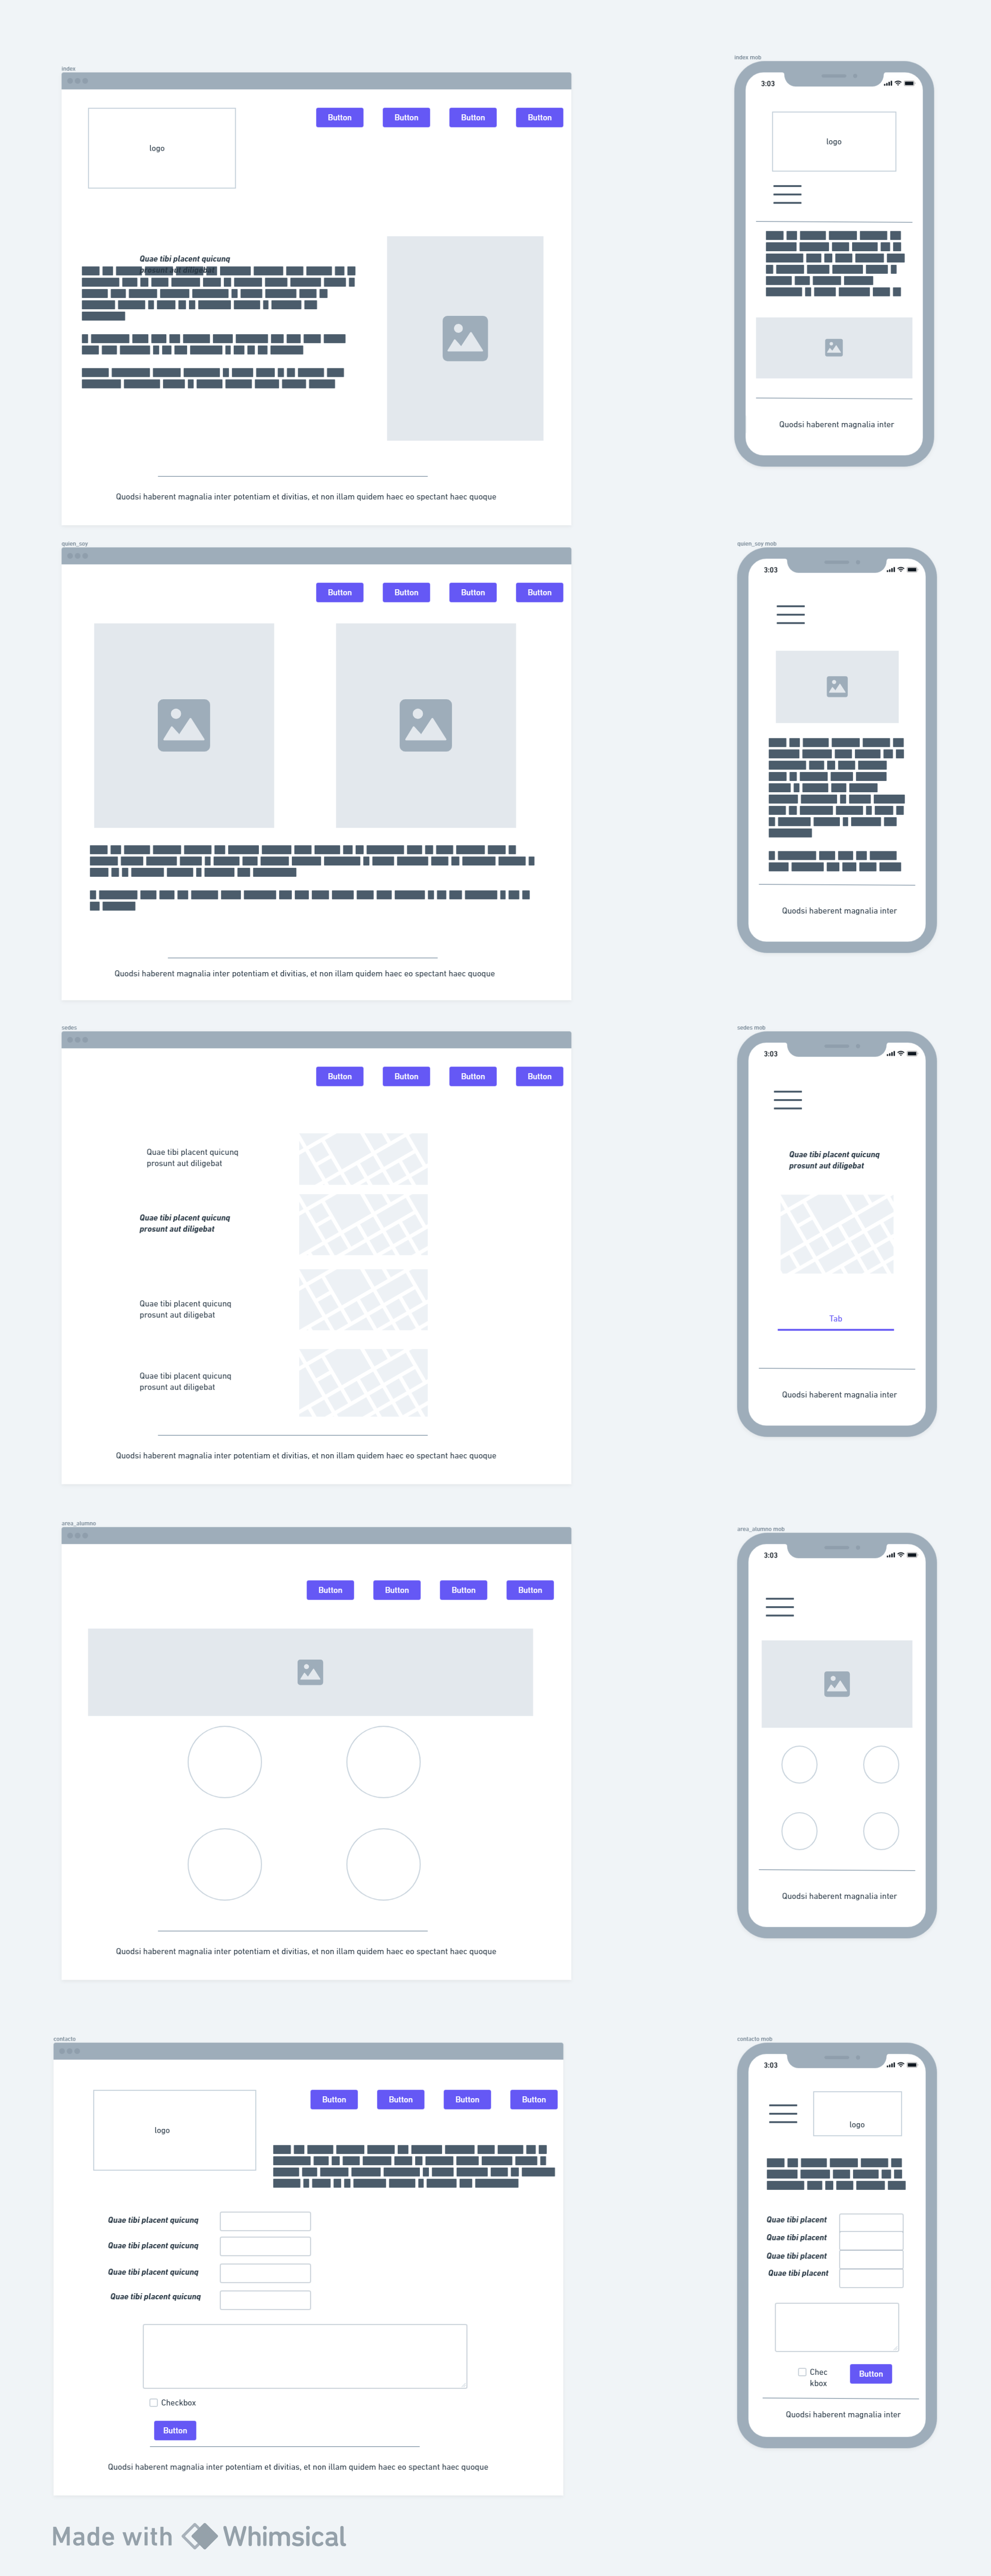 index
index mob
Button Button Button Button
logo
Quae tibi placent quicunq
prosunt aut diligebat
Quodsi haberent magnalia inter potentiam et divitias, et non illam quidem haec eo spectant haec quoque
3:03
logo
Quodsi haberent magnalia inter
quien_soy
quien_soy mob
Button Button Button Button
Quodsi haberent magnalia inter potentiam et divitias, et non illam quidem haec eo spectant haec quoque
3:03
Quodsi haberent magnalia inter
sedes
sedes mob
Button Button Button Button
Quae tibi placent quicunq
prosunt aut diligebat
Quae tibi placent quicunq
prosunt aut diligebat
Quae tibi placent quicunq
prosunt aut diligebat
Quae tibi placent quicunq
prosunt aut diligebat
Quodsi haberent magnalia inter potentiam et divitias, et non illam quidem haec eo spectant haec quoque
3:03
Quae tibi placent quicunq
prosunt aut diligebat
Tab
Quodsi haberent magnalia inter
area_alumno
area_alumno mob
Button Button Button Button
Quodsi haberent magnalia inter potentiam et divitias, et non illam quidem haec eo spectant haec quoque
3:03
Quodsi haberent magnalia inter
contacto
contacto mob
Button Button Button Button
logo
Quae tibi placent quicunq
Quae tibi placent quicunq
Quae tibi placent quicunq
Quae tibi placent quicunq
Checkbox
Button
Quodsi haberent magnalia inter potentiam et divitias, et non illam quidem haec eo spectant haec quoque
3:03
logo
Quae tibi placent
Quae tibi placent
Quae tibi placent
Quae tibi placent
Chec
kbox
Button
Quodsi haberent magnalia inter
Made with Whimsical